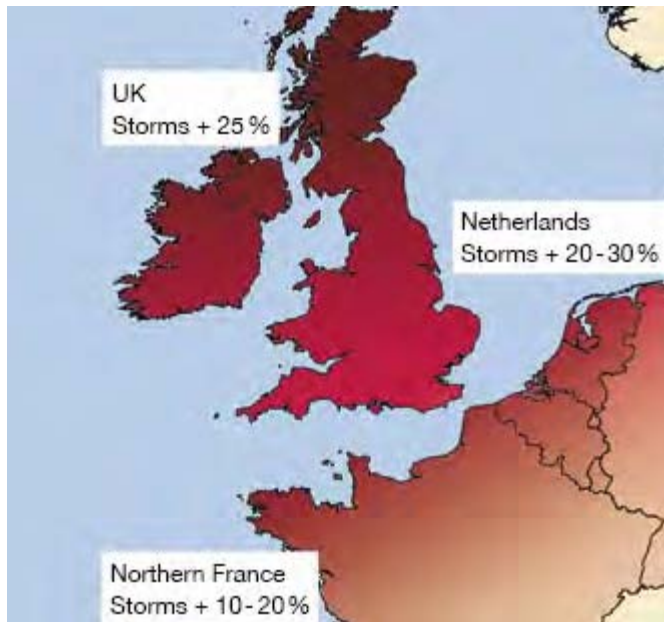 UK
Storms + 25 %
Netherlands
Storms + 20 - 30 %
Northern France
Storms + 10 - 20 %